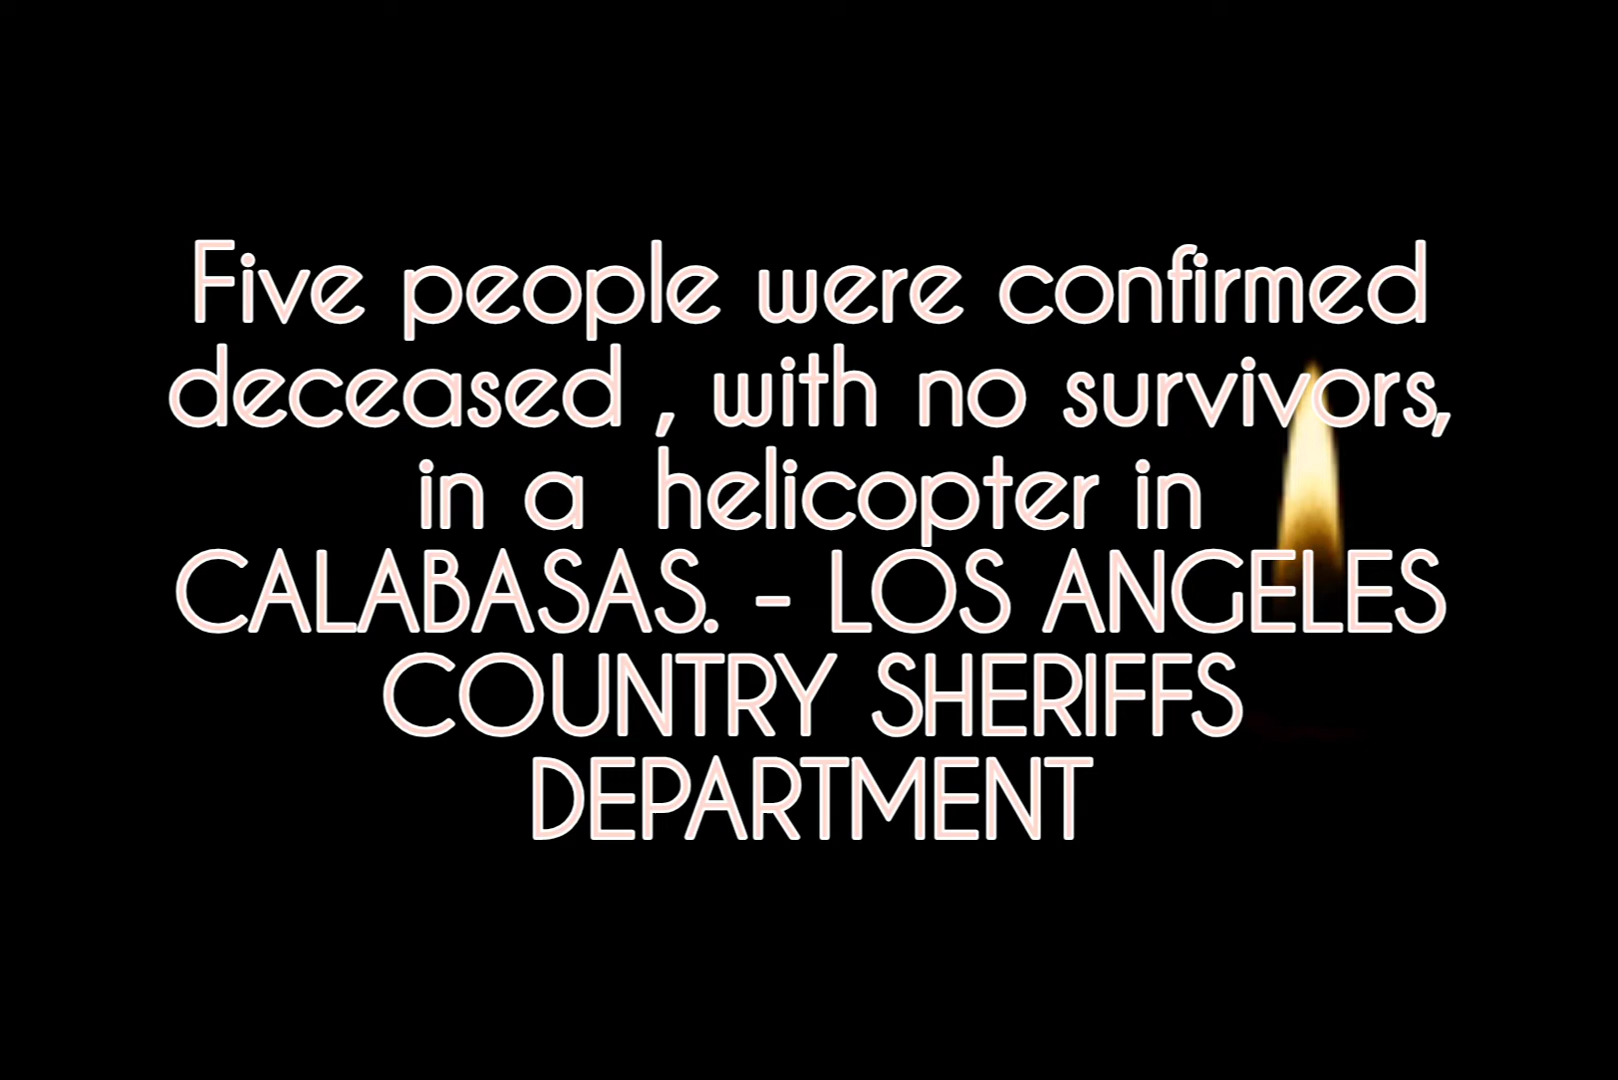 Five people were confirmed
deceased , with no survivors,
in a  helicopter in
CALABASAS. - LOS ANGELES
COUNTRY SHERIFFS
DEPARTMENT